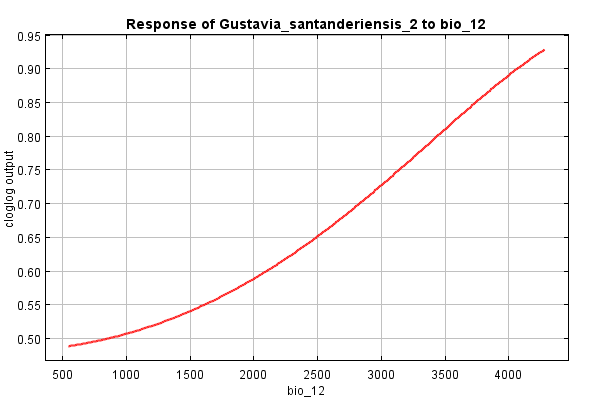 Response of Gustavia_santanderiensis_2 to bio_12
0.95
0.90
0.85
0.80
0.75
0.70
0.65
0.60
0.55
0.50
cloglog output
500 1000 1500 2000 2500 3000 3500 4000
bio_12